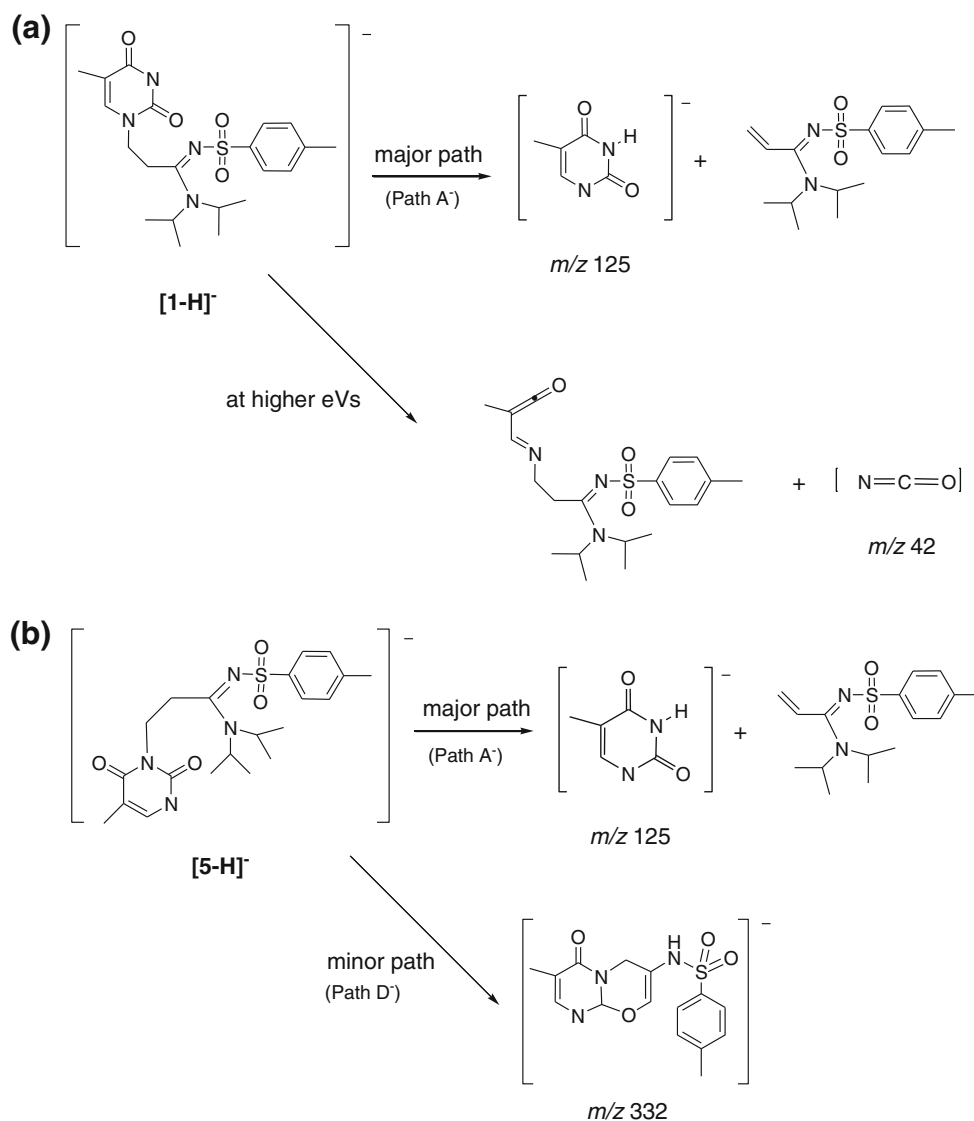 (a)
O
N
N
O
N
O
S
O
N
−
[1-H]⁻
major path
(Path A⁻)
O
N
H
N
O
−
m/z 125
+
N
O
S
O
N
at higher eVs
O
N
N
O
S
O
N
+
[ N=C=O]
m/z 42
(b)
N
O
S
O
N
O
N
O
N
−
[5-H]⁻
major path
(Path A⁻)
O
N
H
N
O
−
m/z 125
+
N
O
S
O
N
minor path
(Path D⁻)
O
N
N
O
H
N
O
S
O
−
m/z 332